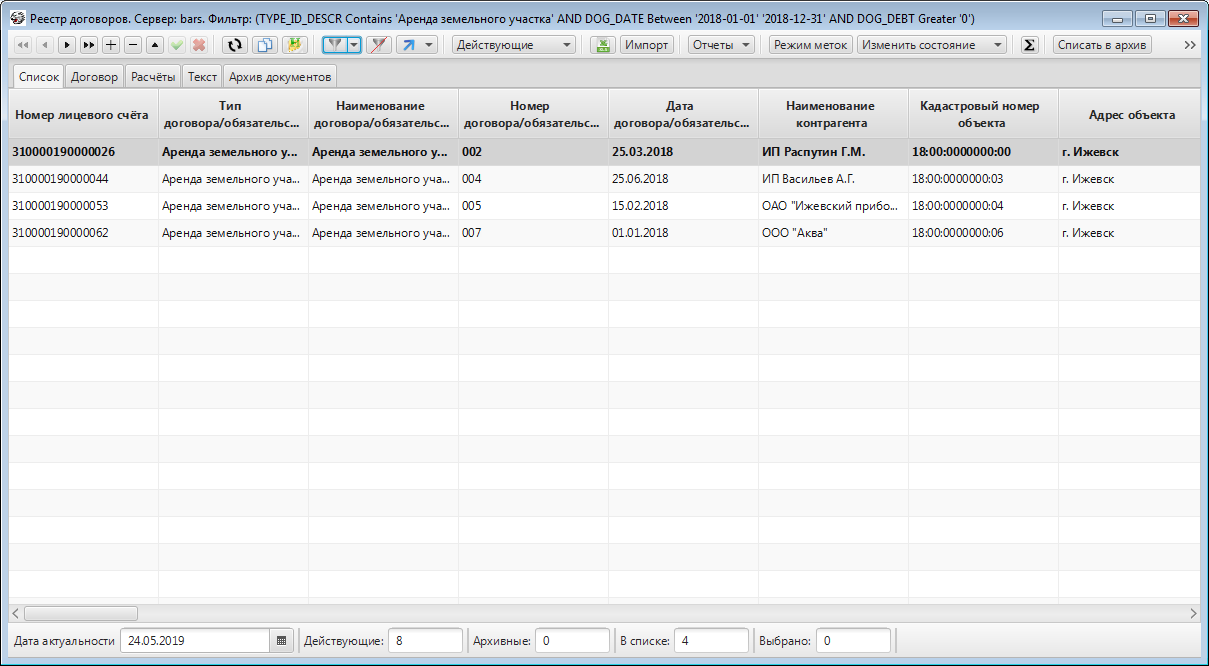 Реестр договоров. Сервер: bars. Фильтр: (TYPE_ID_DESCR Contains 'Аренда земельного участка' AND DOG_DATE Between '2018-01-01' '2018-12-31' AND DOG_DEBT Greater '0')
Действующие Импорт Отчеты Режим меток Изменить состояние Σ Списать в архив
Список Договор Расчёты Текст Архив документов
Номер лицевого счёта Тип договора/обязательс... Наименование договора/обязательс... Номер договора/обязательс... Дата договора/обязательс... Наименование контрагента Кадастровый номер объекта Адрес объекта
310000190000026 Аренда земельного у... Аренда земельного у... 002 25.03.2018 ИП Распутин Г.М. 18:00:0000000:00 г. Ижевск
310000190000044 Аренда земельного уча... Аренда земельного уча... 004 25.06.2018 ИП Васильев А.Г. 18:00:0000000:03 г. Ижевск
310000190000053 Аренда земельного уча... Аренда земельного уча... 005 15.02.2018 ОАО "Ижевский прибо... 18:00:0000000:04 г. Ижевск
310000190000062 Аренда земельного уча... Аренда земельного уча... 007 01.01.2018 ООО "Аква" 18:00:0000000:06 г. Ижевск
Дата актуальности 24.05.2019 Действующие: 8 Архивные: 0 В списке: 4 Выбрано: 0